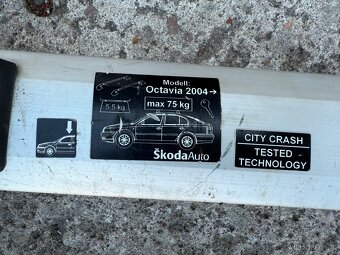 Modell:
Octavia 2004→
5.5 kg
max 75 kg
ŠkodaAuto
CITY CRASH
TESTED
TECHNOLOGY